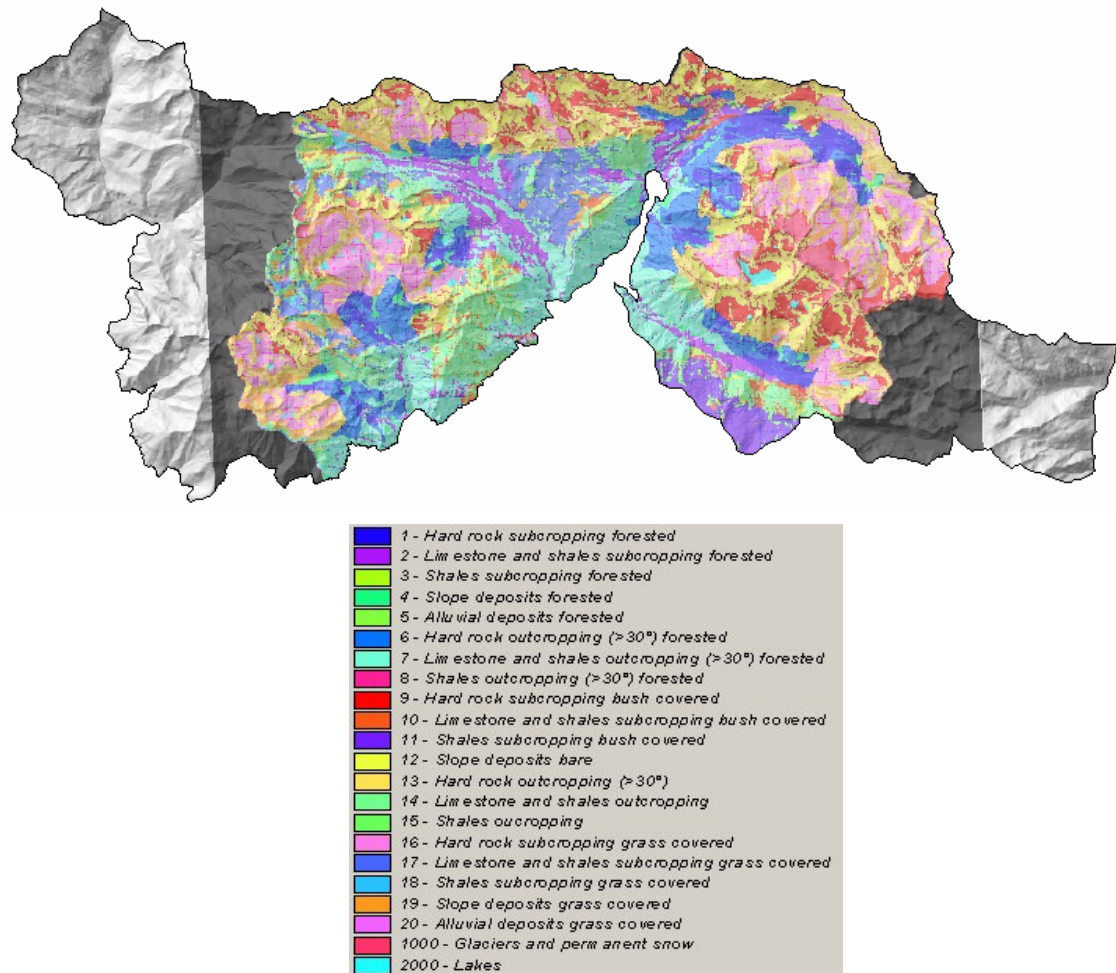 1 - Hard rock subcropping forested
2 - Limestone and shales subcropping forested
3 - Shales subcropping forested
4 - Slope deposits forested
5 - Alluvial deposits forested
6 - Hard rock outcropping (>30°) forested
7 - Limestone and shales outcropping (>30°) forested
8 - Shales outcropping (>30°) forested
9 - Hard rock subcropping bush covered
10 - Limestone and shales subcropping bush covered
11 - Shales subcropping bush covered
12 - Slope deposits bare
13 - Hard rock outcropping (>30°)
14 - Limestone and shales outcropping
15 - Shales oucropping
16 - Hard rock subcropping grass covered
17 - Limestone and shales subcropping grass covered
18 - Shales subcropping grass covered
19 - Slope deposits grass covered
20 - Alluvial deposits grass covered
1000 - Glaciers and permanent snow
2000 - Lakes